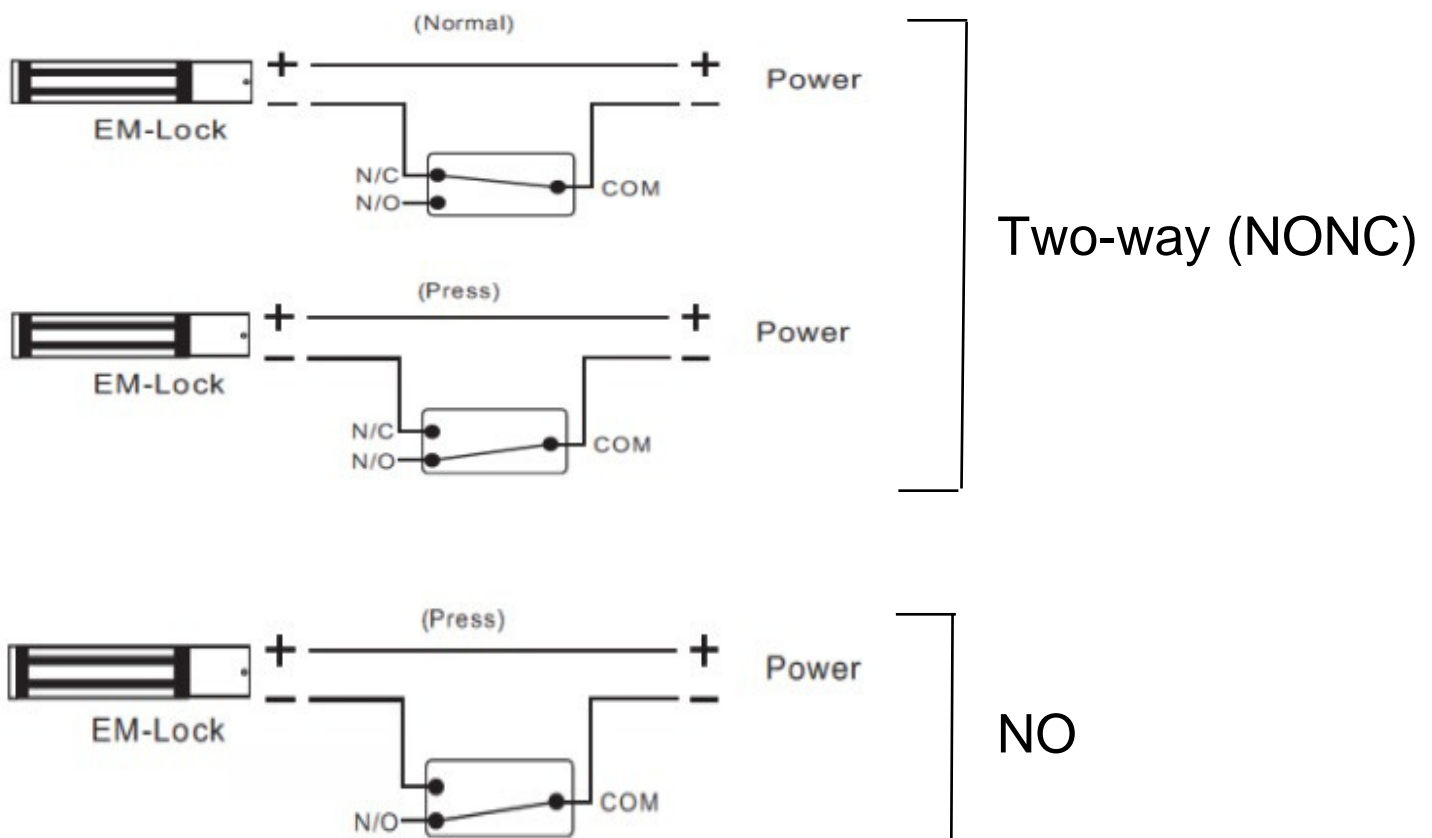 (Normal)
+ +
Power
− −
EM-Lock
N/C
N/O
COM
Two-way (NONC)
(Press)
+ +
Power
− −
EM-Lock
N/C
N/O
COM
(Press)
+ +
Power
− −
EM-Lock
NO
COM
N/O